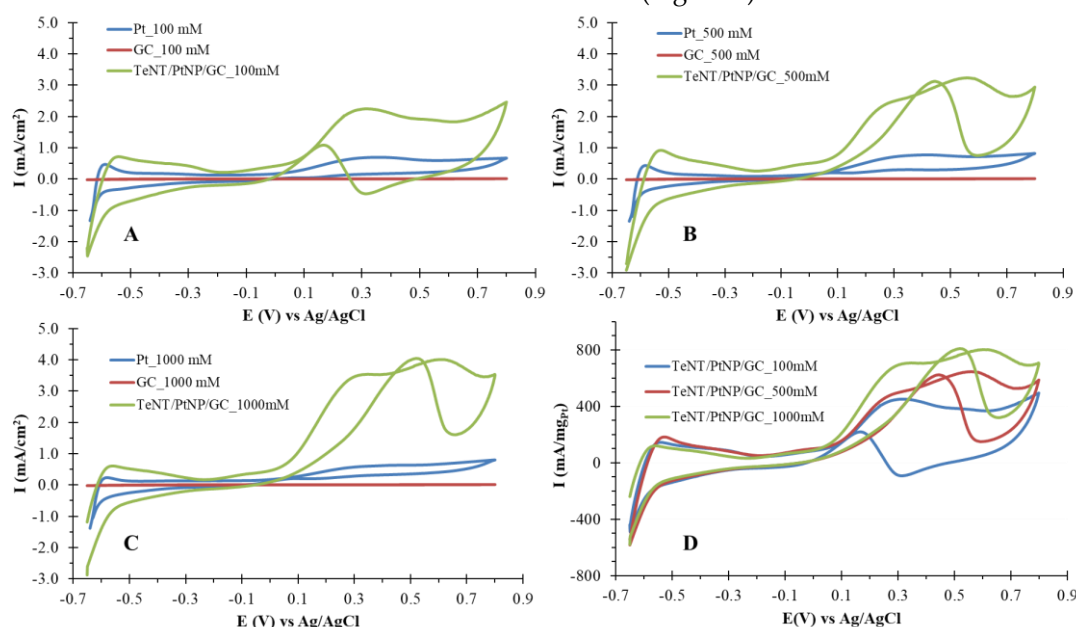 I (mA/cm²)
5.0
4.0
3.0
2.0
1.0
0.0
-1.0
-2.0
-3.0
Pt_100 mM
GC_100 mM
TeNT/PtNP/GC_100mM
A
-0.7 -0.5 -0.3 -0.1 0.1 0.3 0.5 0.7 0.9
E (V) vs Ag/AgCl
I (mA/cm²)
5.0
4.0
3.0
2.0
1.0
0.0
-1.0
-2.0
-3.0
Pt_500 mM
GC_500 mM
TeNT/PtNP/GC_500mM
B
-0.7 -0.5 -0.3 -0.1 0.1 0.3 0.5 0.7 0.9
E (V) vs Ag/AgCl
I (mA/cm²)
5.0
4.0
3.0
2.0
1.0
0.0
-1.0
-2.0
-3.0
Pt_1000 mM
GC_1000 mM
TeNT/PtNP/GC_1000mM
C
-0.7 -0.5 -0.3 -0.1 0.1 0.3 0.5 0.7 0.9
E (V) vs Ag/AgCl
I (mA/mgPt)
800
400
0
-400
-800
TeNT/PtNP/GC_100mM
TeNT/PtNP/GC_500mM
TeNT/PtNP/GC_1000mM
D
-0.7 -0.5 -0.3 -0.1 0.1 0.3 0.5 0.7 0.9
E(V) vs Ag/AgCl